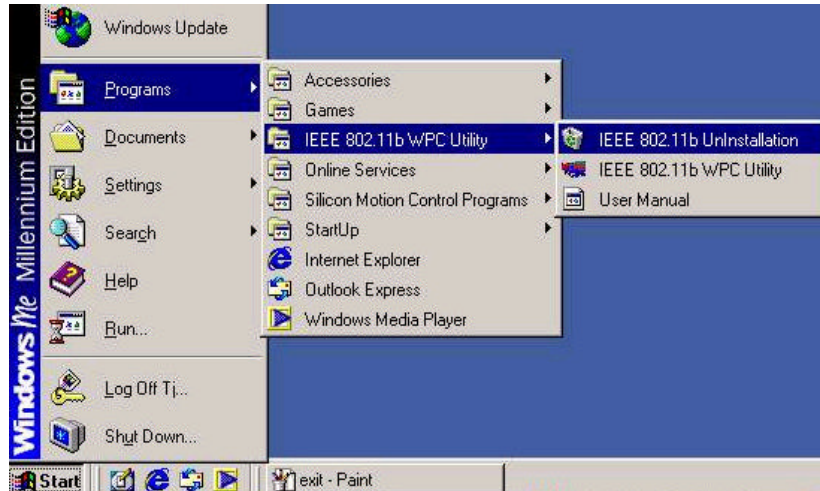 Windows Me Millennium Edition
Windows Update
Programs
Documents
Settings
Search
Help
Run...
Log Off Tj...
Shut Down...
Accessories
Games
IEEE 802.11b WPC Utility
Online Services
Silicon Motion Control Programs
StartUp
Internet Explorer
Outlook Express
Windows Media Player
IEEE 802.11b UnInstallation
IEEE 802.11b WPC Utility
User Manual
Start
exit - Paint